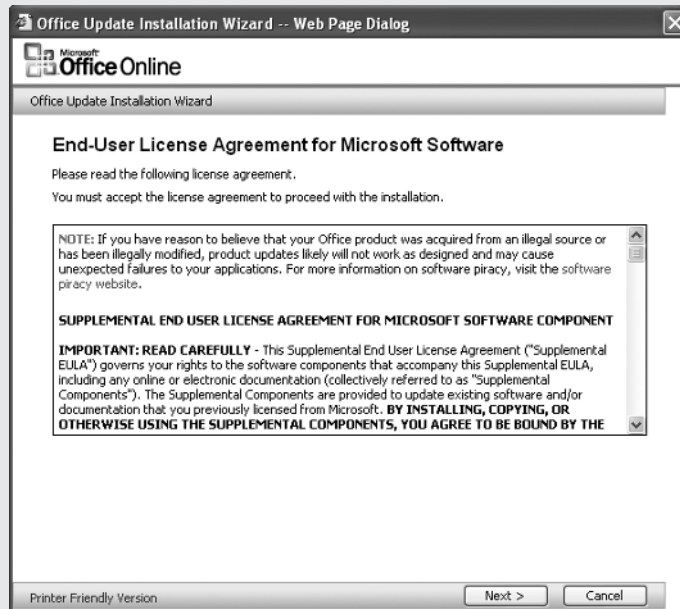 Office Update Installation Wizard -- Web Page Dialog
Microsoft
Office Online
Office Update Installation Wizard
End-User License Agreement for Microsoft Software
Please read the following license agreement.
You must accept the license agreement to proceed with the installation.
NOTE: If you have reason to believe that your Office product was acquired from an illegal source or
has been illegally modified, product updates likely will not work as designed and may cause
unexpected failures to your applications. For more information on software piracy, visit the software
piracy website.
SUPPLEMENTAL END USER LICENSE AGREEMENT FOR MICROSOFT SOFTWARE COMPONENT
IMPORTANT: READ CAREFULLY - This Supplemental End User License Agreement ("Supplemental
EULA") governs your rights to the software components that accompany this Supplemental EULA,
including any online or electronic documentation (collectively referred to as "Supplemental
Components"). The Supplemental Components are provided to update existing software and/or
documentation that you previously licensed from Microsoft. BY INSTALLING, COPYING, OR
OTHERWISE USING THE SUPPLEMENTAL COMPONENTS, YOU AGREE TO BE BOUND BY THE
Printer Friendly Version
Next >
Cancel